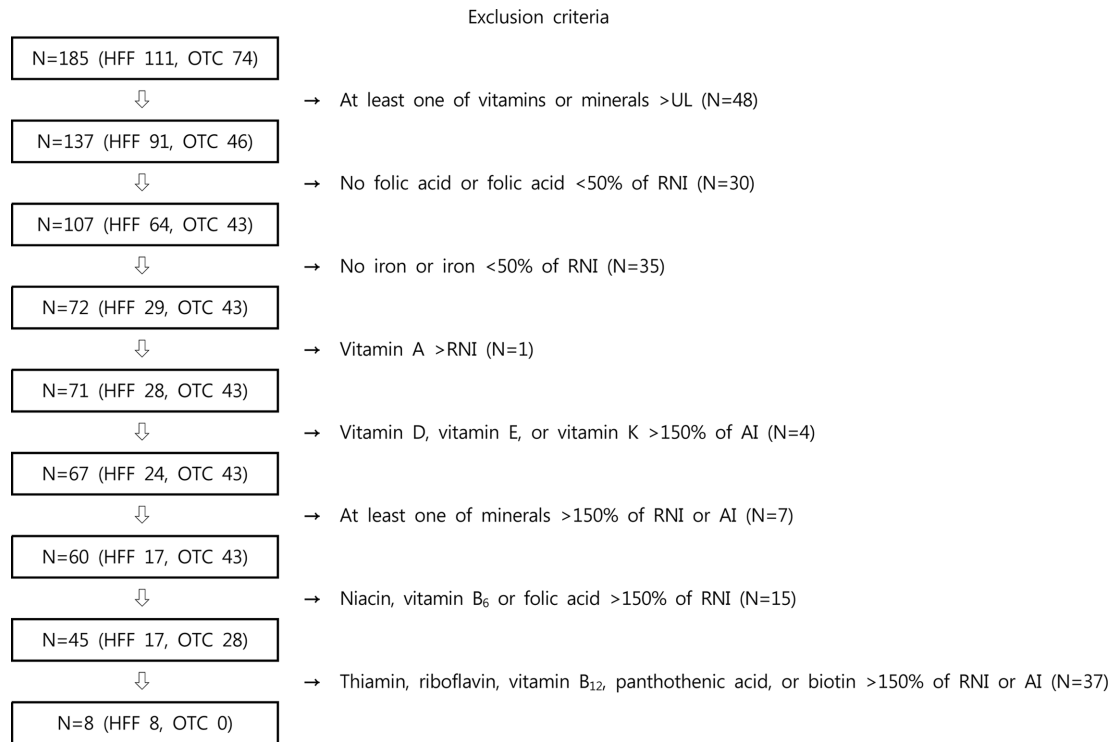 Exclusion criteria
N=185 (HFF 111, OTC 74)
→ At least one of vitamins or minerals >UL (N=48)
N=137 (HFF 91, OTC 46)
→ No folic acid or folic acid <50% of RNI (N=30)
N=107 (HFF 64, OTC 43)
→ No iron or iron <50% of RNI (N=35)
N=72 (HFF 29, OTC 43)
→ Vitamin A >RNI (N=1)
N=71 (HFF 28, OTC 43)
→ Vitamin D, vitamin E, or vitamin K >150% of AI (N=4)
N=67 (HFF 24, OTC 43)
→ At least one of minerals >150% of RNI or AI (N=7)
N=60 (HFF 17, OTC 43)
→ Niacin, vitamin B₆ or folic acid >150% of RNI (N=15)
N=45 (HFF 17, OTC 28)
→ Thiamin, riboflavin, vitamin B₁₂, panthothenic acid, or biotin >150% of RNI or AI (N=37)
N=8 (HFF 8, OTC 0)